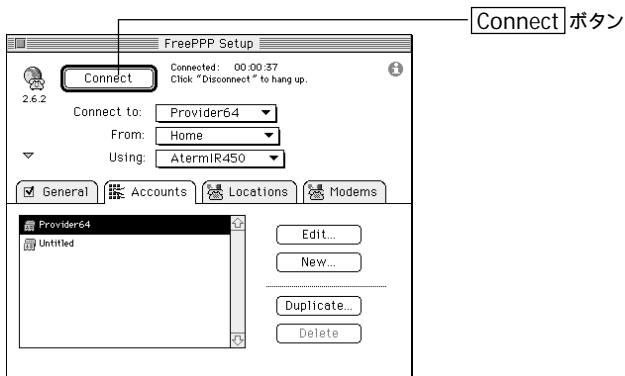 Connect ボタン
FreePPP Setup
Connect
Connected: 00:00:37
Click “Disconnect” to hang up.
2.6.2
Connect to: Provider64
From: Home
Using: AtermIR450
General Accounts Locations Modems
Provider64
Untitled
Edit...
New...
Duplicate...
Delete